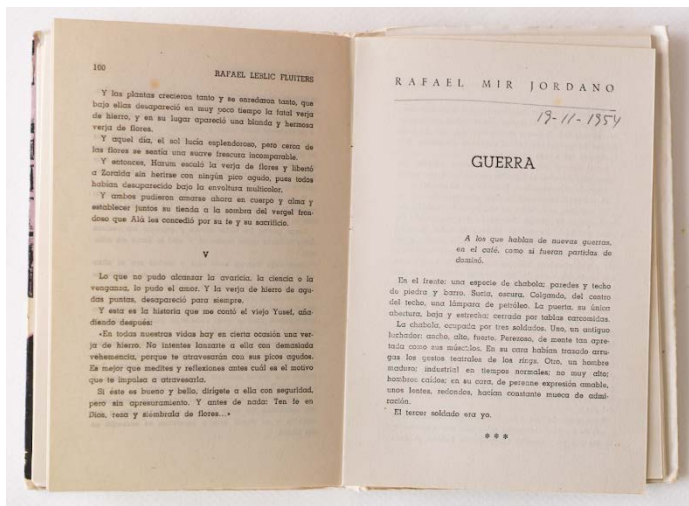 160
RAFAEL LEBLIC FLUITERS
Y las plantas crecieron tanto y se enredaron tanto, que
bajo ellas desapareció en muy poco tiempo la fatal verja
de hierro, y en su lugar apareció una blanda y hermosa
verja de flores.
Y aquel día, el sol lucía esplendoroso, pero cerca de
las flores se sentía una suave frescura incomparable.
Y entonces, Harum escaló la verja de flores y libertó
a Zoraida sin herirse con ningún pico agudo, pues todos
habían desaparecido bajo la envoltura multicolor.
Y ambos pudieron amarse ahora en cuerpo y alma y
establecer juntos su tienda a la sombra del vergel fron-
doso que Alá les concedió por su fe y su sacrificio.
V
Lo que no pudo alcanzar la avaricia, la ciencia o la
venganza, lo pudo el amor. Y la verja de hierro de agu-
das puntas, desapareció para siempre.
Y esta es la historia que me contó el viejo Yusef, aña-
diendo después:
«En todas nuestras vidas hay en cierta ocasión una ver-
ja de hierro. No intentes lanzarte a ella con demasiada
vehemencia, porque te atravesarán con sus picos agudos.
Es mejor que medites y reflexiones antes cuál es el motivo
que te impulsa a atravesarla.
Si éste es bueno y bello, dirígete a ella con seguridad,
pero sin apresuramiento. Y antes de nada: Ten fe en
Dios, reza y siémbrala de flores...»
RAFAEL MIR JORDANO
19-11-1954
GUERRA
A los que hablan de nuevas guerras,
en el café, como si fueran partidas de
dominó.
En el frente: una especie de chabola; paredes y techo
de piedra y barro. Sucia, oscura. Colgando, del centro
del techo, una lámpara de petróleo. La puerta, su única
abertura, baja y estrecha; cerrada por tablas carcomidas.
La chabola, ocupada por tres soldados. Uno, un antiguo
luchador: ancho, alto, fuerte. Perezoso, de mente tan apre-
tada como sus músculos. En su cara habían trazado arru-
gas los gestos teatrales de los rings. Otro, un hombre
maduro; industrial en tiempos normales; no muy alto;
hombros caídos; en su cara, de perenne expresión amable,
unos lentes, redondos, hacían constante mueca de admi-
ración.
El tercer soldado era yo.
* * *